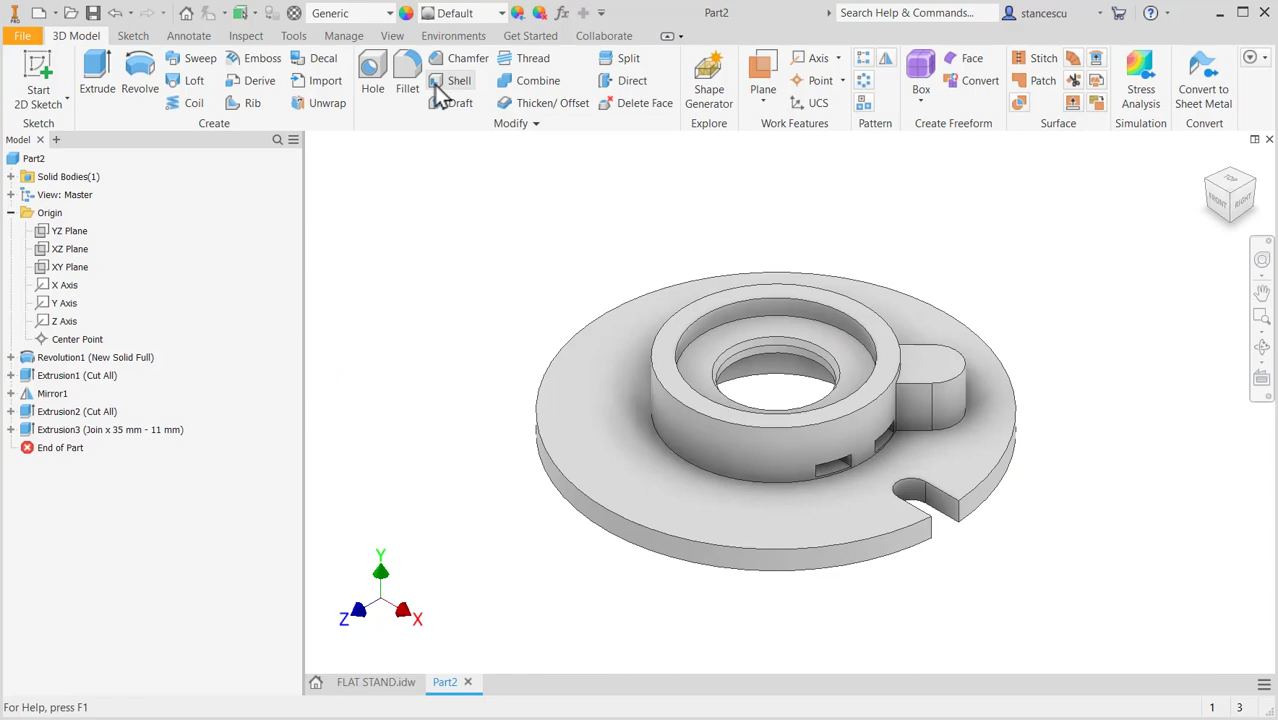 PRO Generic Default Part2 Search Help & Commands... stancescu
File 3D Model Sketch Annotate Inspect Tools Manage View Environments Get Started Collaborate
Start 2D Sketch Extrude Revolve Sweep Emboss Decal Hole Fillet Chamfer Thread Split Shape Generator Plane Axis Box Face Stitch Stress Analysis Convert to Sheet Metal
Loft Derive Import Shell Combine Direct Point Convert Patch
Coil Rib Unwrap Draft Thicken/ Offset Delete Face UCS
Sketch Create Modify Explore Work Features Pattern Create Freeform Surface Simulation Convert
Model
Part2
Solid Bodies(1)
View: Master
Origin
YZ Plane
XZ Plane
XY Plane
X Axis
Y Axis
Z Axis
Center Point
Revolution1 (New Solid Full)
Extrusion1 (Cut All)
Mirror1
Extrusion2 (Cut All)
Extrusion3 (Join x 35 mm - 11 mm)
End of Part
TOP
FRONT RIGHT
Y
Z X
FLAT STAND.idw Part2
For Help, press F1 1 3